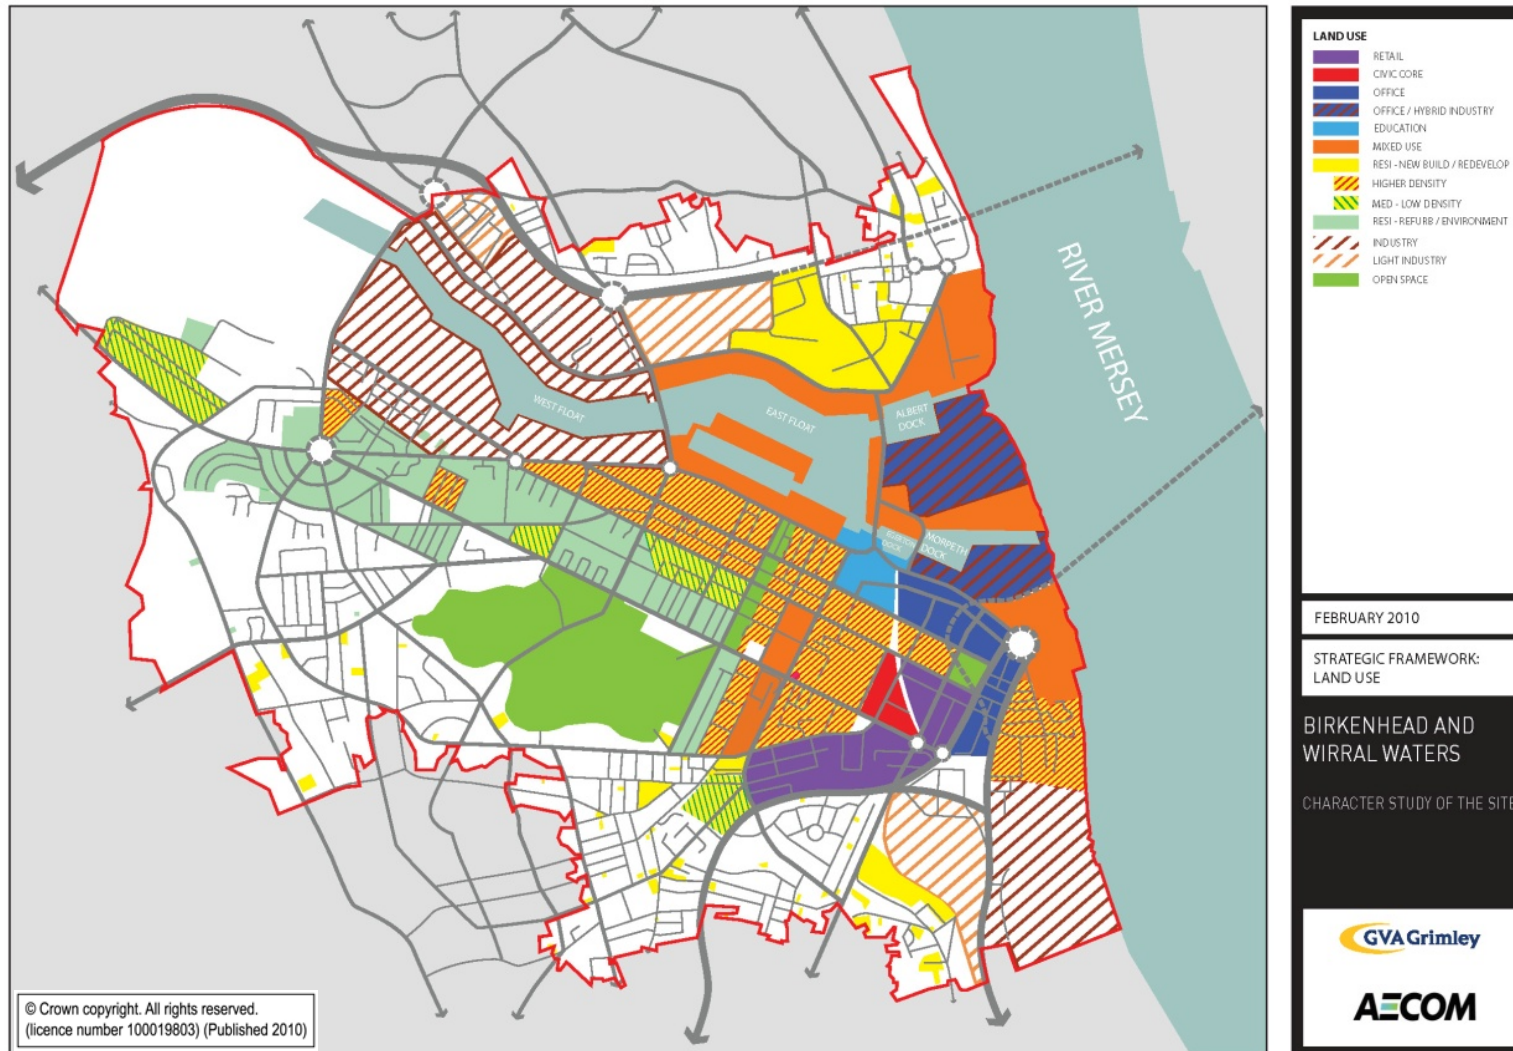 RIVER MERSEY
WEST FLOAT
EAST FLOAT
ALBERT
DOCK
EGERTON
DOCK
MORPETH
DOCK
© Crown copyright. All rights reserved.
(licence number 100019803) (Published 2010)
LAND USE
RETAIL
CIVIC CORE
OFFICE
OFFICE / HYBRID INDUSTRY
EDUCATION
MIXED USE
RESI - NEW BUILD / REDEVELOP
HIGHER DENSITY
MED - LOW DENSITY
RESI - REFURB / ENVIRONMENT
INDUSTRY
LIGHT INDUSTRY
OPEN SPACE
FEBRUARY 2010
STRATEGIC FRAMEWORK:
LAND USE
BIRKENHEAD AND
WIRRAL WATERS
CHARACTER STUDY OF THE SITE
GVA Grimley
AECOM